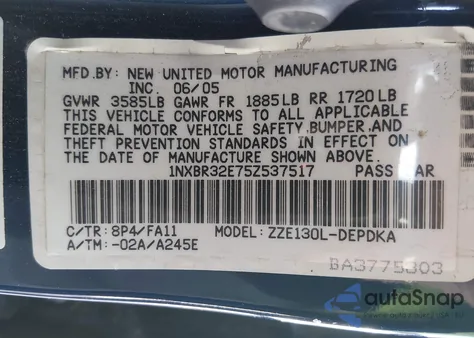 MFD.BY: NEW UNITED MOTOR MANUFACTURING
INC. 06/05
GVWR 3585LB GAWR FR 1885LB RR 1720LB
THIS VEHICLE CONFORMS TO ALL APPLICABLE
FEDERAL MOTOR VEHICLE SAFETY, BUMPER, AND
THEFT PREVENTION STANDARDS IN EFFECT ON
THE DATE OF MANUFACTURE SHOWN ABOVE.
1NXBR32E75Z537517 PASS CAR
C/TR: 8P4/FA11 MODEL: ZZE130L-DEPDKA
A/TM: -02A/A245E
BA3775303
autoSnap